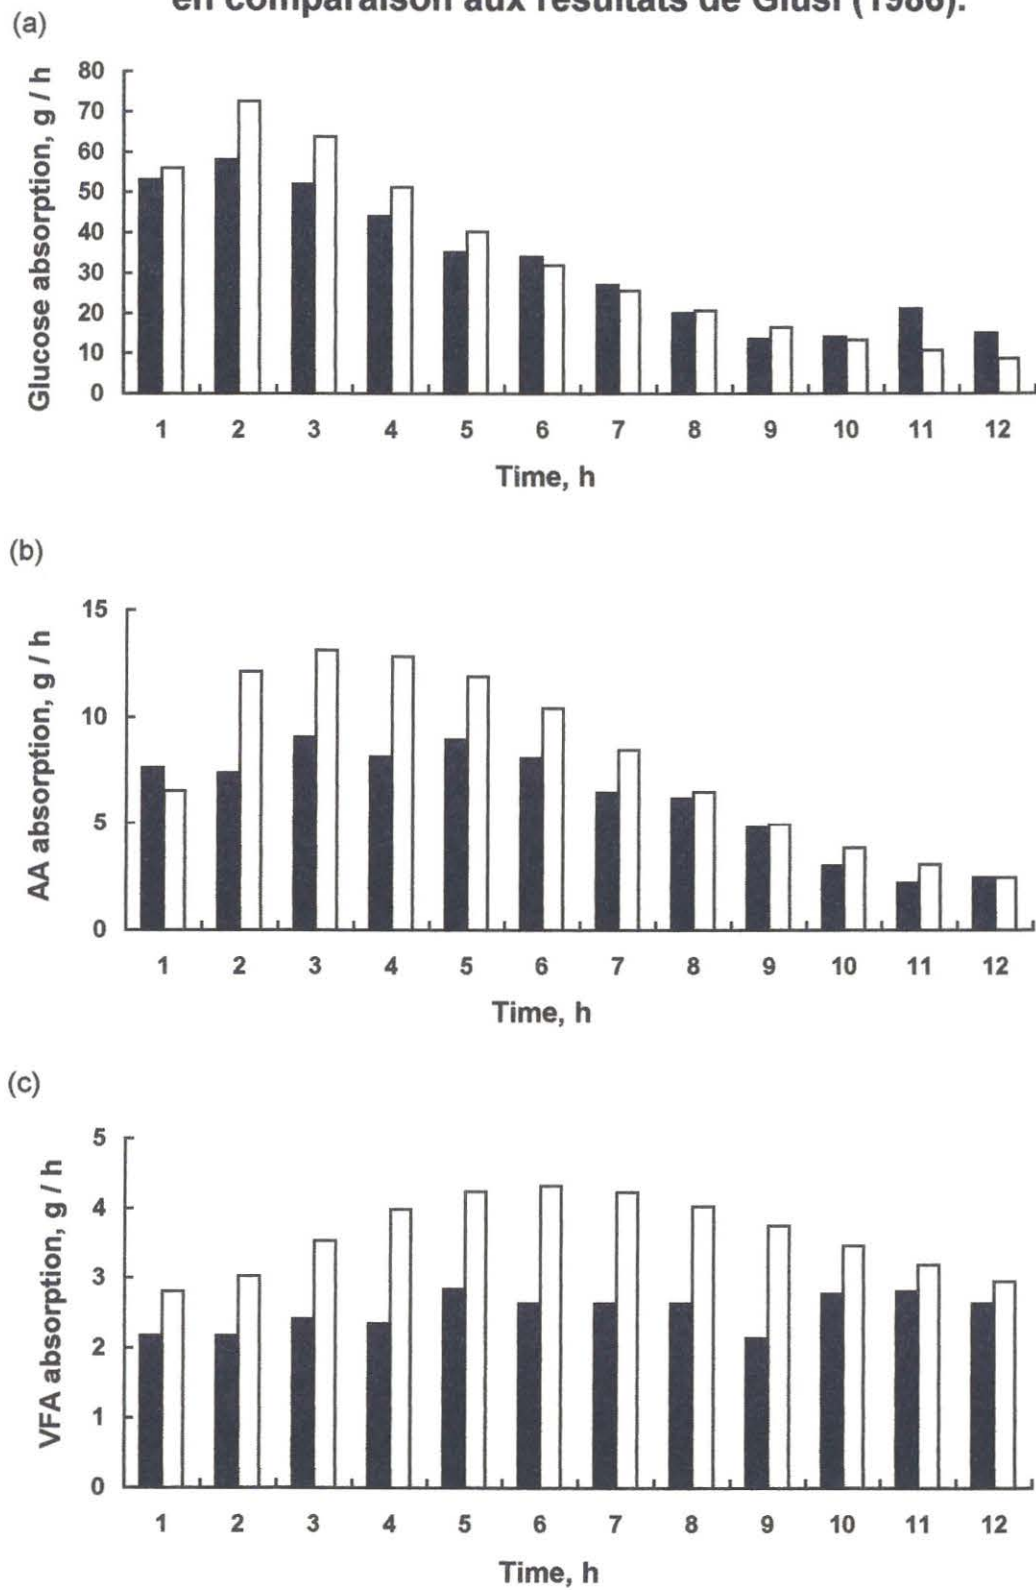 en comparaison aux résultats de Giusi (1986).
(a)
Glucose absorption, g / h
80
70
60
50
40
30
20
10
0
1 2 3 4 5 6 7 8 9 10 11 12
Time, h
(b)
AA absorption, g / h
15
10
5
0
1 2 3 4 5 6 7 8 9 10 11 12
Time, h
(c)
VFA absorption, g / h
5
4
3
2
1
0
1 2 3 4 5 6 7 8 9 10 11 12
Time, h